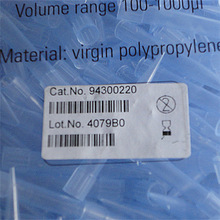 Volume range 100-1000µl
Material: virgin polypropylene
Cat.No. 94300220
Lot.No. 4079B0